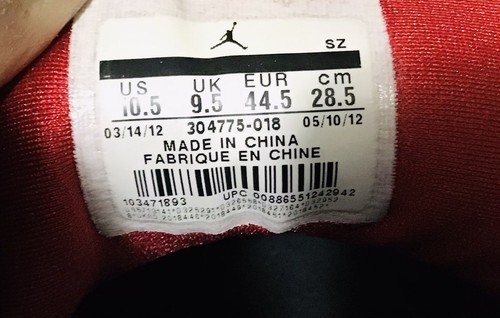 SZ
US UK EUR cm
10.5 9.5 44.5 28.5
03/14/12 304775-018 05/10/12
MADE IN CHINA
FABRIQUE EN CHINE
103471893 UPC 00886551242942